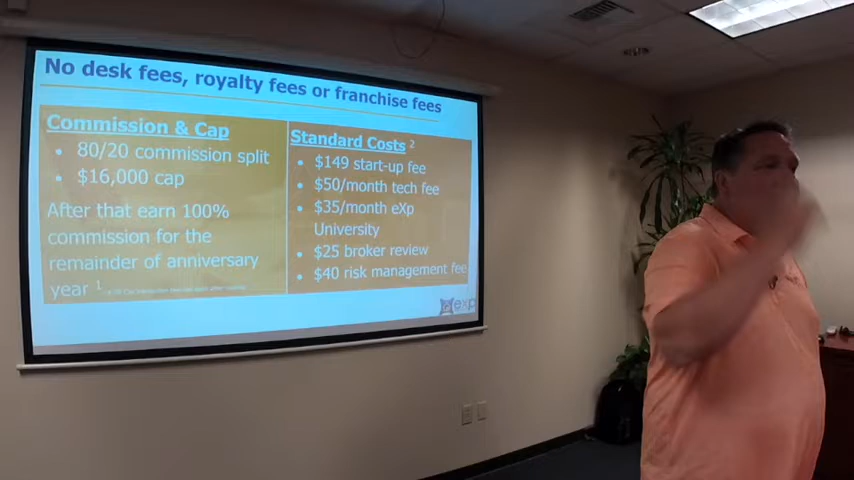 No desk fees, royalty fees or franchise fees
Commission & Cap
• 80/20 commission split
• $16,000 cap
After that earn 100%
commission for the
remainder of anniversary
year 1
Standard Costs 2
• $149 start-up fee
• $50/month tech fee
• $35/month eXp
University
• $25 broker review
• $40 risk management fee
exp